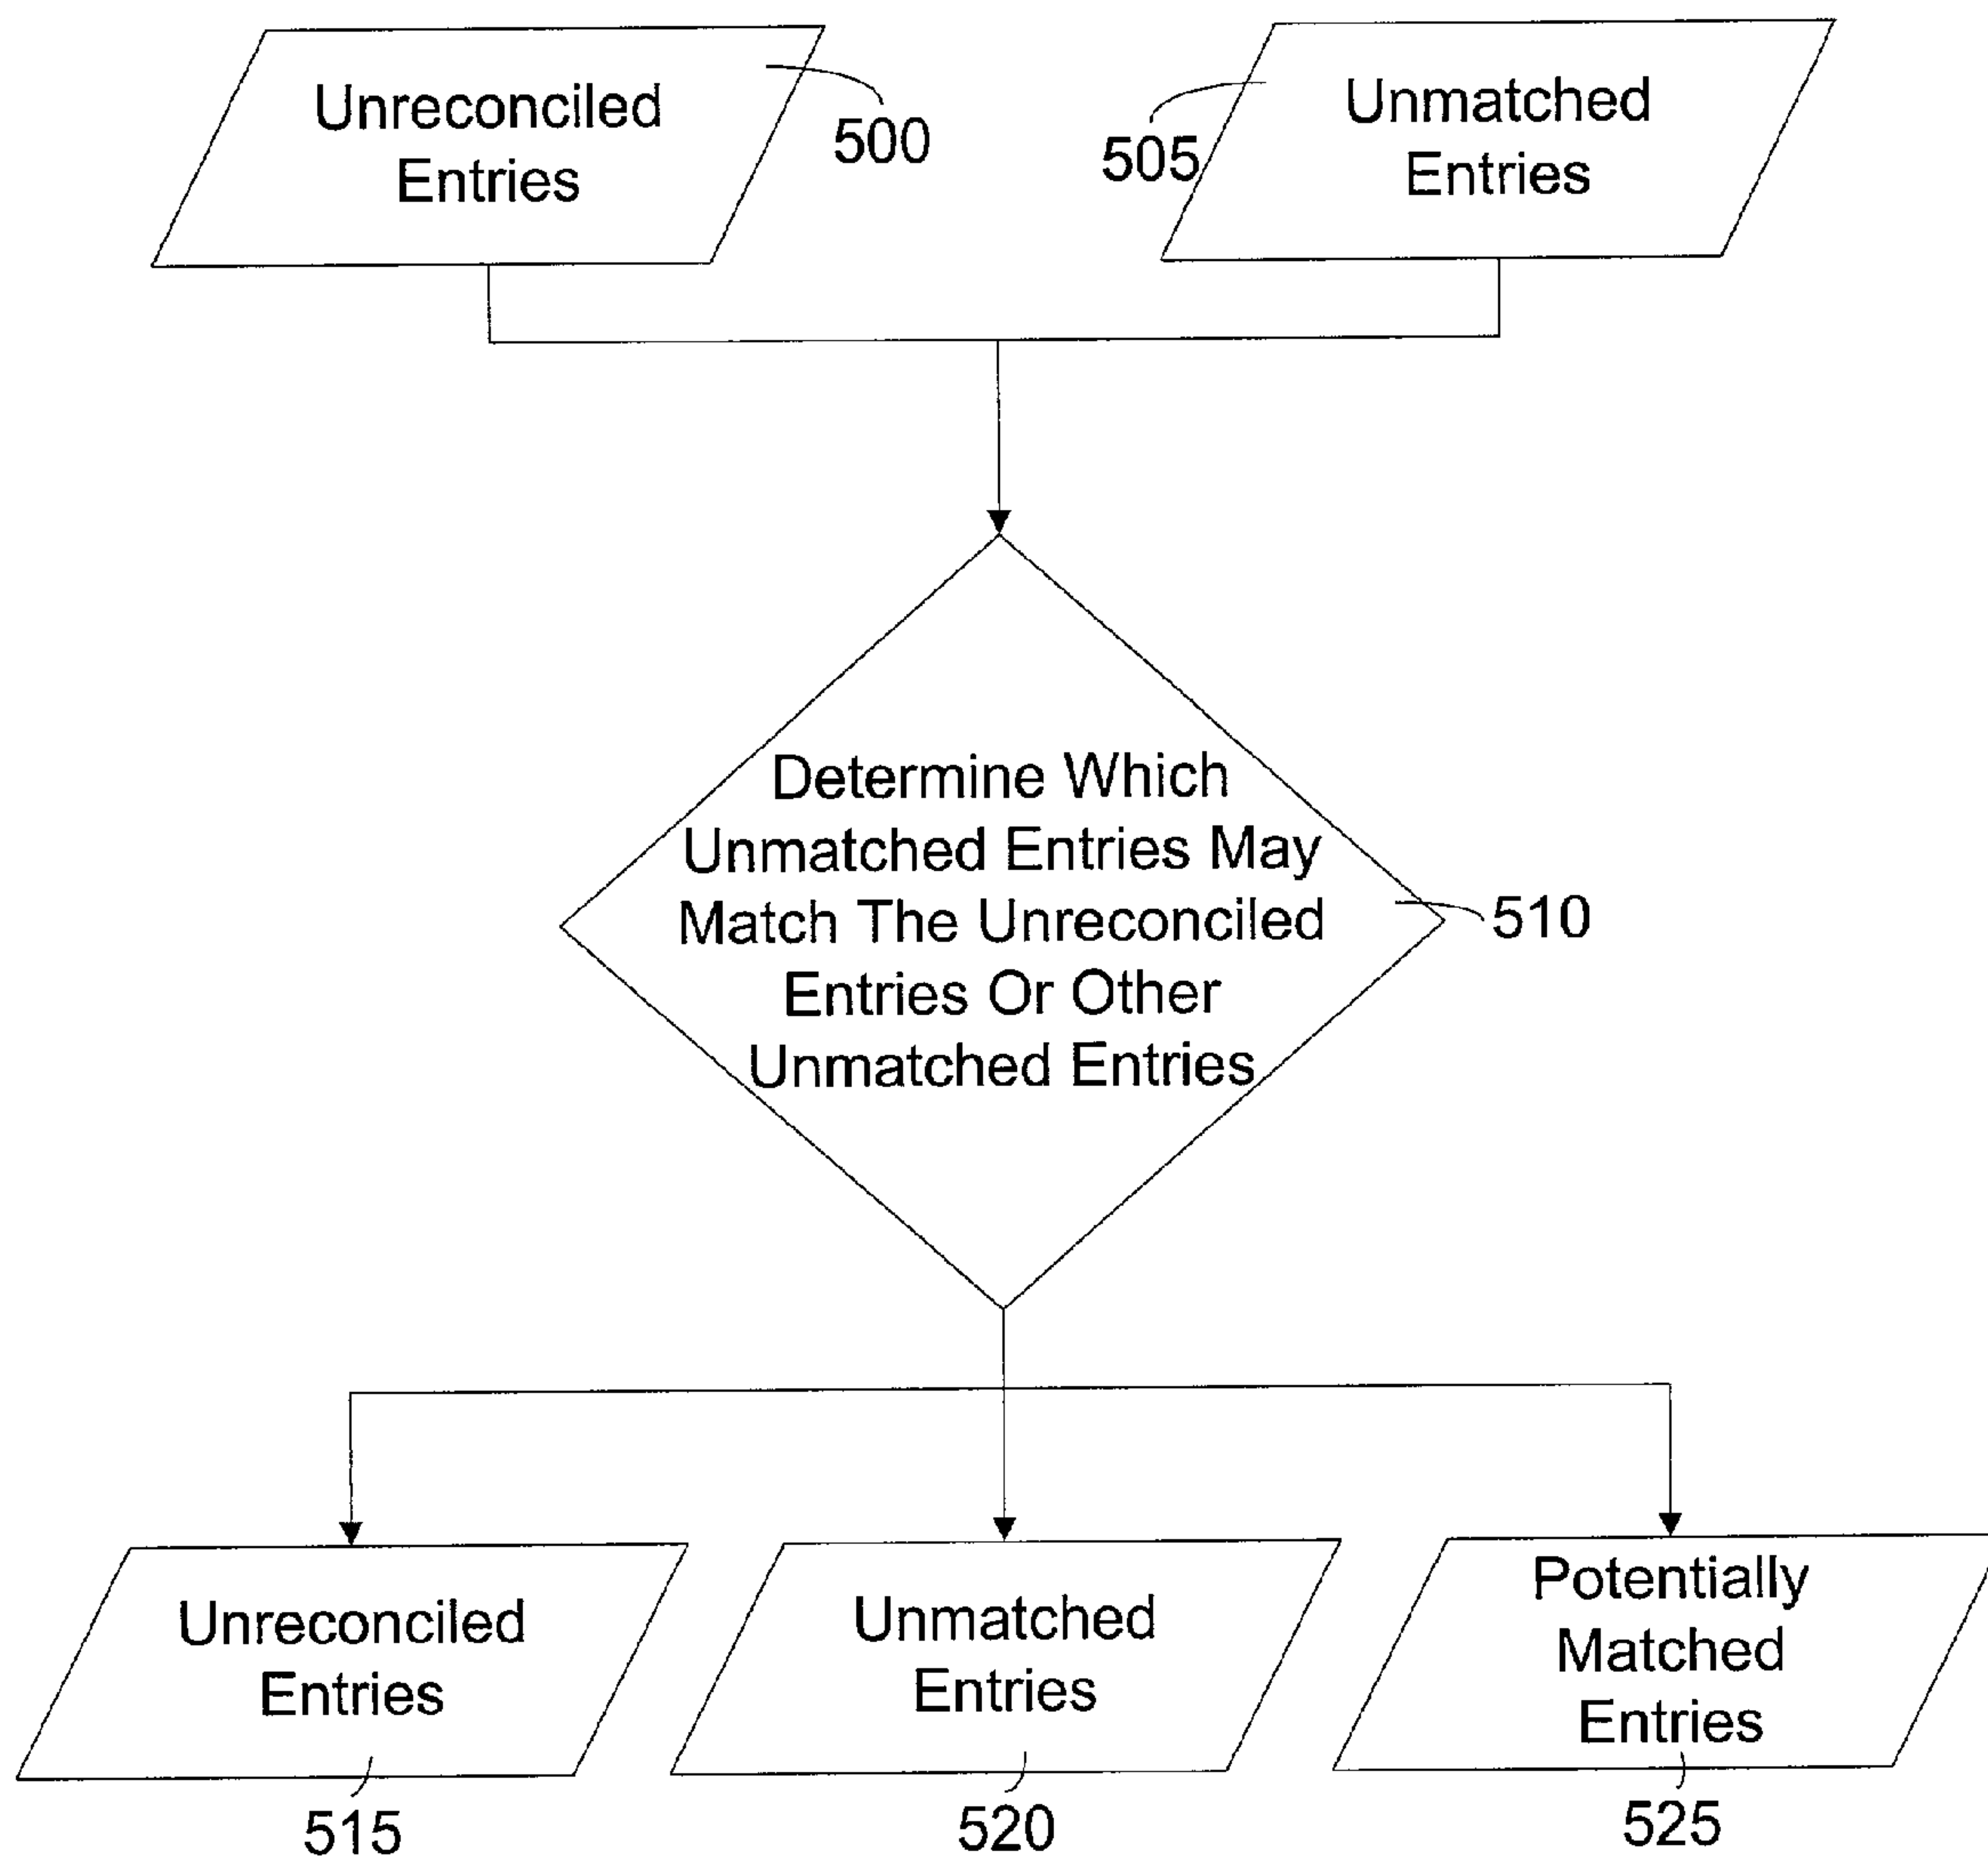 Unreconciled
Entries
500
505
Unmatched
Entries
Determine Which
Unmatched Entries May
Match The Unreconciled
Entries Or Other
Unmatched Entries
510
Unreconciled
Entries
515
Unmatched
Entries
520
Potentially
Matched
Entries
525